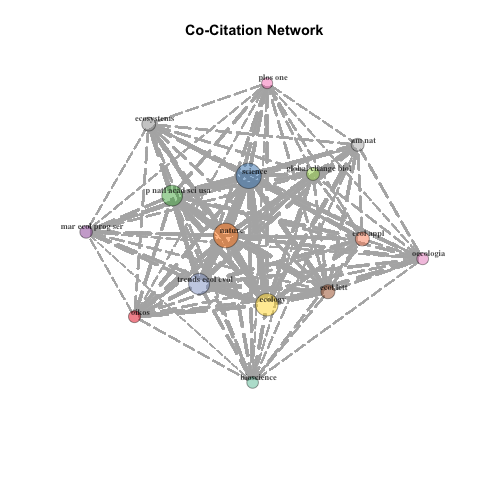 Co-Citation Network
plos one
ecosystems
am nat
science
global change biol
p natl acad sci usa
mar ecol prog ser
nature
ecol appl
oecologia
trends ecol evol
ecol lett
ecology
oikos
bioscience